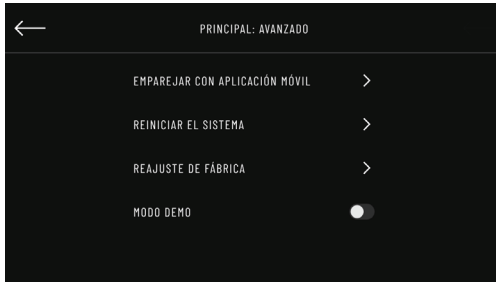 PRINCIPAL: AVANZADO
EMPAREJAR CON APLICACIÓN MÓVIL
REINICIAR EL SISTEMA
REAJUSTE DE FÁBRICA
MODO DEMO